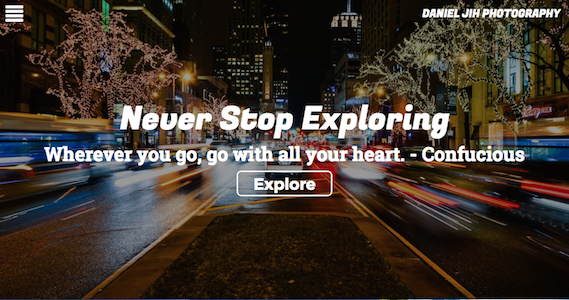 DANIEL JIH PHOTOGRAPHY
Never Stop Exploring
Wherever you go, go with all your heart. - Confucious
Explore